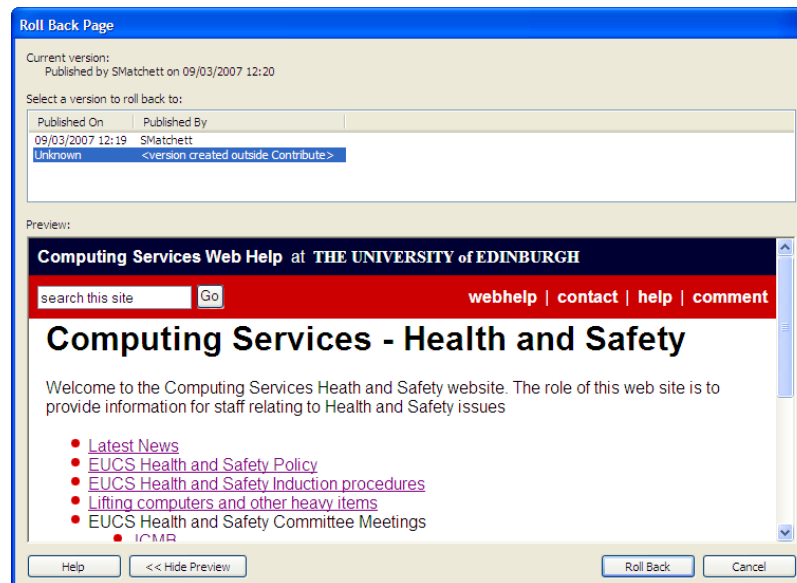 Roll Back Page
Current version:
Published by SMatchett on 09/03/2007 12:20
Select a version to roll back to:
Published On Published By
09/03/2007 12:19 SMatchett
Unknown <version created outside Contribute>
Preview:
Computing Services Web Help at THE UNIVERSITY of EDINBURGH
search this site Go webhelp | contact | help | comment
Computing Services - Health and Safety
Welcome to the Computing Services Heath and Safety website. The role of this web site is to
provide information for staff relating to Health and Safety issues
Latest News
EUCS Health and Safety Policy
EUCS Health and Safety Induction procedures
Lifting computers and other heavy items
EUCS Health and Safety Committee Meetings
Help << Hide Preview Roll Back Cancel